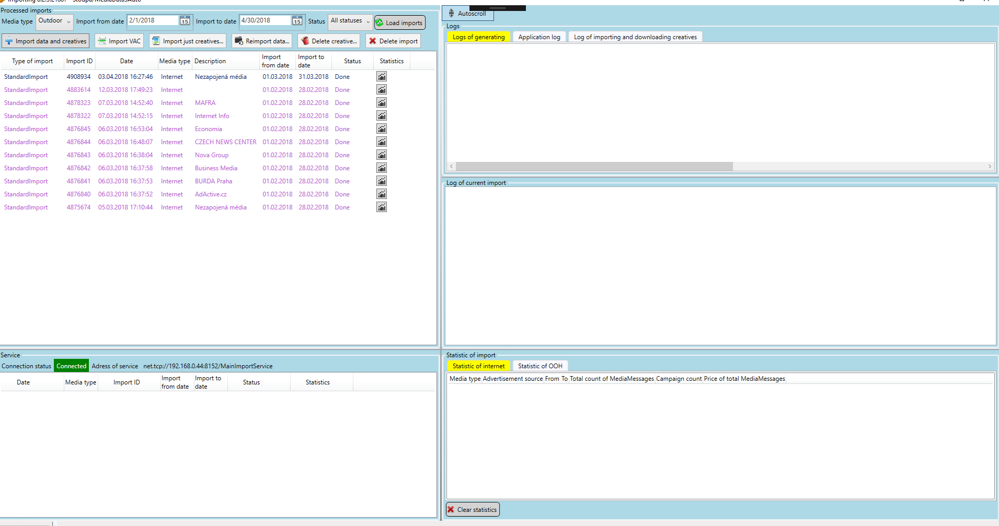 Processed imports
Media type Outdoor Import from date 2/1/2018 15 Import to date 4/30/2018 15 Status All statuses Load imports
Import data and creatives Import VAC Import just creatives... Reimport data... Delete creative... Delete import
Type of import Import ID Date Media type Description Import from date Import to date Status Statistics
StandardImport 4908934 03.04.2018 16:27:46 Internet Nezapojená média 01.03.2018 31.03.2018 Done
StandardImport 4883614 12.03.2018 17:49:23 Internet 01.02.2018 28.02.2018 Done
StandardImport 4878323 07.03.2018 14:52:40 Internet MAFRA 01.02.2018 28.02.2018 Done
StandardImport 4878322 07.03.2018 14:52:15 Internet Internet Info 01.02.2018 28.02.2018 Done
StandardImport 4876845 06.03.2018 16:53:04 Internet Economia 01.02.2018 28.02.2018 Done
StandardImport 4876844 06.03.2018 16:48:07 Internet CZECH NEWS CENTER 01.02.2018 28.02.2018 Done
StandardImport 4876843 06.03.2018 16:38:04 Internet Nova Group 01.02.2018 28.02.2018 Done
StandardImport 4876842 06.03.2018 16:37:58 Internet Business Media 01.02.2018 28.02.2018 Done
StandardImport 4876841 06.03.2018 16:37:53 Internet BURDA Praha 01.02.2018 28.02.2018 Done
StandardImport 4876840 06.03.2018 16:37:52 Internet AdActive.cz 01.02.2018 28.02.2018 Done
StandardImport 4875674 05.03.2018 17:10:44 Internet Nezapojená média 01.02.2018 28.02.2018 Done
Service
Connection status Connected Adress of service net.tcp://192.168.0.44:8152/MainImportService
Date Media type Import ID Import from date Import to date Status Statistics
Autoscroll
Logs
Logs of generating Application log Log of importing and downloading creatives
Log of current import
Statistic of import
Statistic of internet Statistic of OOH
Media type Advertisement source From To Total count of MediaMessages Campaign count Price of total MediaMessages
Clear statistics